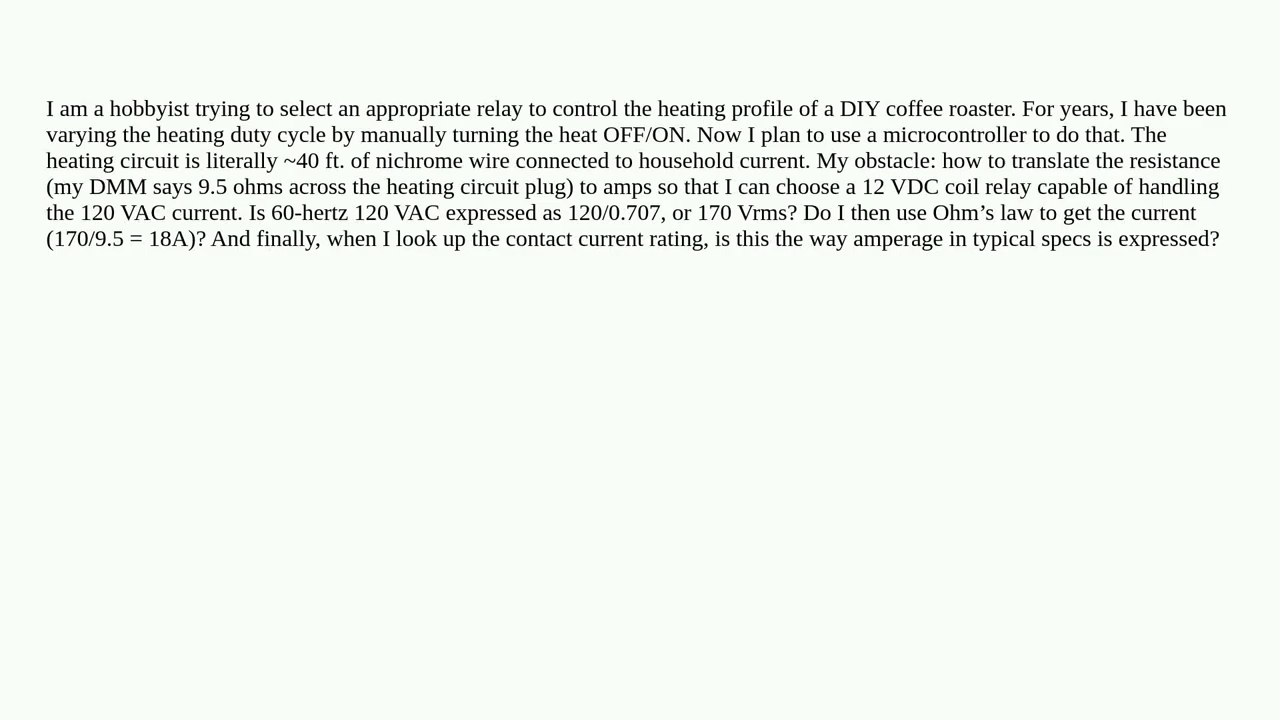 I am a hobbyist trying to select an appropriate relay to control the heating profile of a DIY coffee roaster. For years, I have been
varying the heating duty cycle by manually turning the heat OFF/ON. Now I plan to use a microcontroller to do that. The
heating circuit is literally ~40 ft. of nichrome wire connected to household current. My obstacle: how to translate the resistance
(my DMM says 9.5 ohms across the heating circuit plug) to amps so that I can choose a 12 VDC coil relay capable of handling
the 120 VAC current. Is 60-hertz 120 VAC expressed as 120/0.707, or 170 Vrms? Do I then use Ohm’s law to get the current
(170/9.5 = 18A)? And finally, when I look up the contact current rating, is this the way amperage in typical specs is expressed?